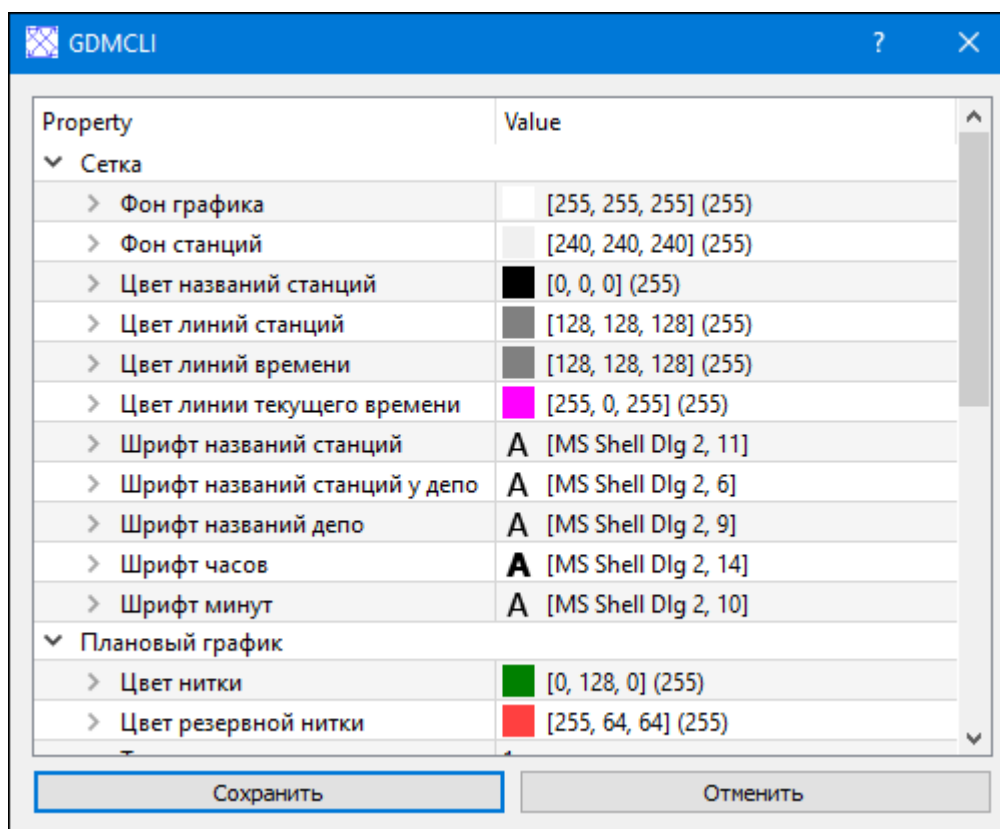 GDMCLI ?
Property Value
Сетка
Фон графика [255, 255, 255] (255)
Фон станций [240, 240, 240] (255)
Цвет названий станций [0, 0, 0] (255)
Цвет линий станций [128, 128, 128] (255)
Цвет линий времени [128, 128, 128] (255)
Цвет линии текущего времени [255, 0, 255] (255)
Шрифт названий станций A [MS Shell Dlg 2, 11]
Шрифт названий станций у депо A [MS Shell Dlg 2, 6]
Шрифт названий депо A [MS Shell Dlg 2, 9]
Шрифт часов A [MS Shell Dlg 2, 14]
Шрифт минут A [MS Shell Dlg 2, 10]
Плановый график
Цвет нитки [0, 128, 0] (255)
Цвет резервной нитки [255, 64, 64] (255)
Сохранить Отменить